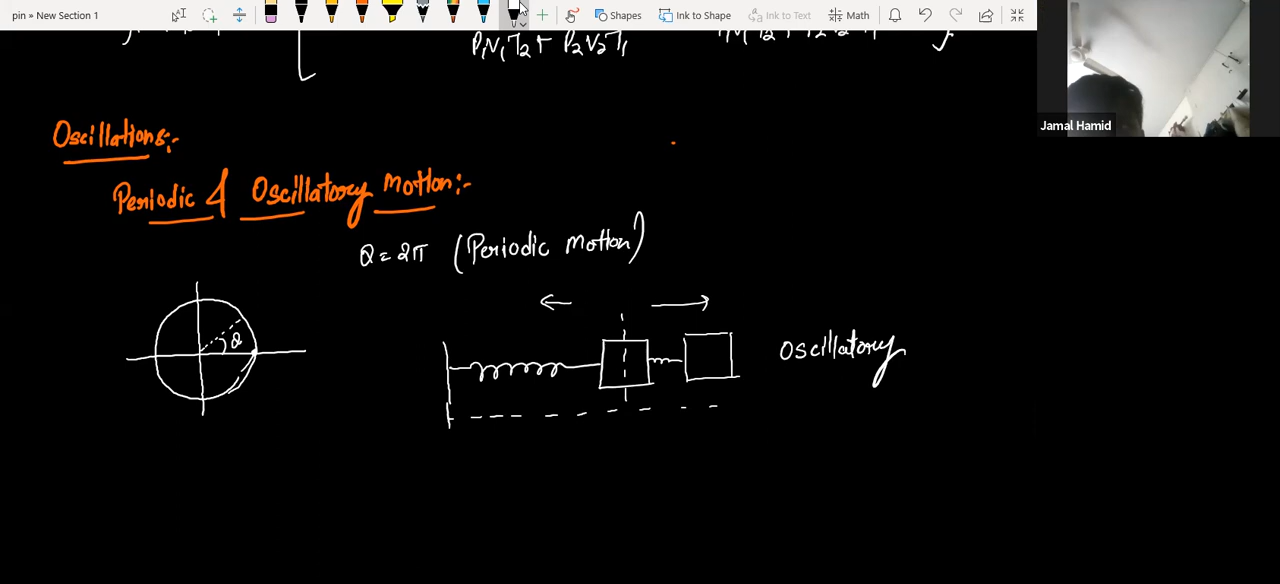 pin » New Section 1
Shapes
Ink to Shape
Ink to Text
Math
P₁V₁T₂ + P₂V₂T₁
Jamal Hamid
Oscillations:-
Periodic & Oscillatory Motion:-
Q = 2π (Periodic Motion)
Q
Oscillatory